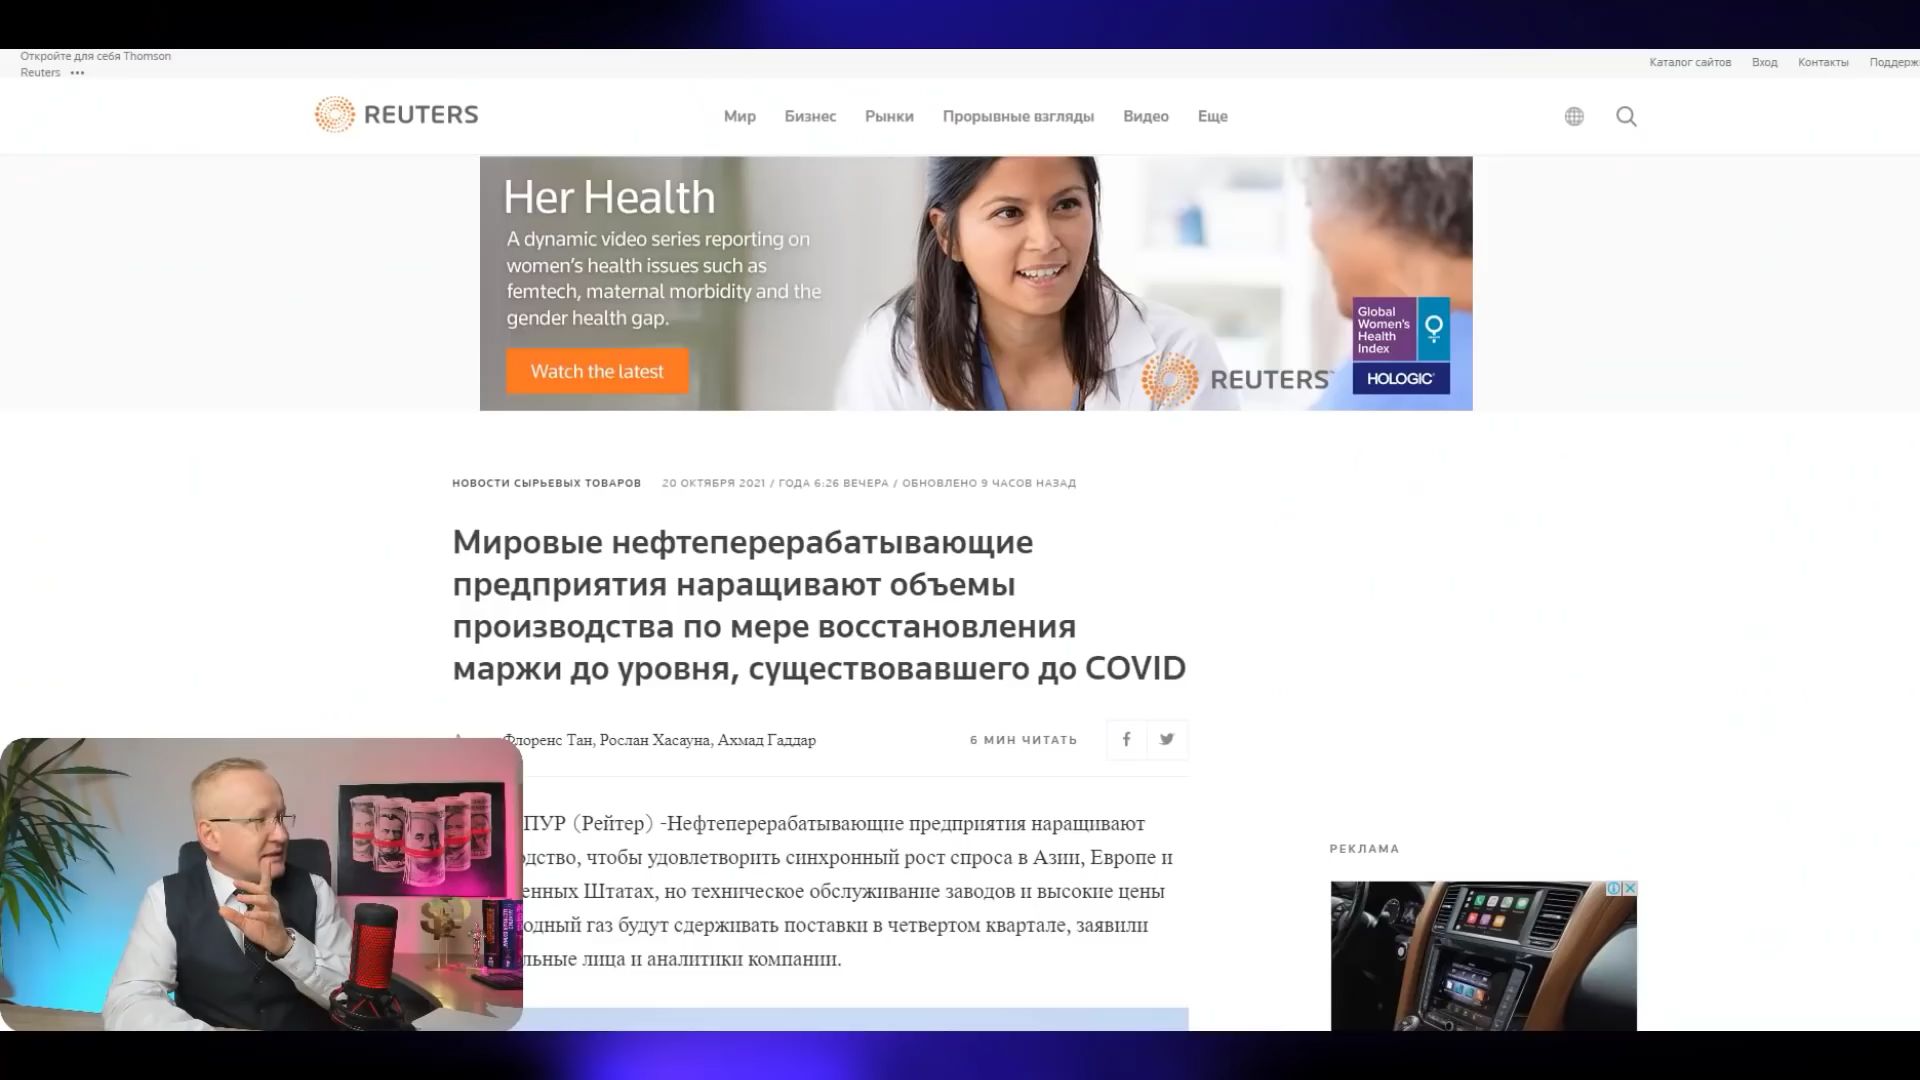 Откройте для себя Thomson
Reuters •••
Каталог сайтов Вход Контакты
REUTERS
Мир Бизнес Рынки Прорывные взгляды Видео Еще
Her Health
A dynamic video series reporting on
women's health issues such as
femtech, maternal morbidity and the
gender health gap.
Watch the latest
REUTERS
Global
Women's
Health
Index
HOLOGIC
НОВОСТИ СЫРЬЕВЫХ ТОВАРОВ 20 ОКТЯБРЯ 2021 / ГОДА 6:26 ВЕЧЕРА / ОБНОВЛЕНО 9 ЧАСОВ НАЗАД
Мировые нефтеперерабатывающие
предприятия наращивают объемы
производства по мере восстановления
маржи до уровня, существовавшего до COVID
Флоренс Тан, Рослан Хасауна, Ахмад Гаддар
6 МИН ЧИТАТЬ
ПУР (Рейтер) -Нефтеперерабатывающие предприятия наращивают
одство, чтобы удовлетворить синхронный рост спроса в Азии, Европе и
енных Штатах, но техническое обслуживание заводов и высокие цены
одный газ будут сдерживать поставки в четвертом квартале, заявили
льные лица и аналитики компании.
РЕКЛАМА